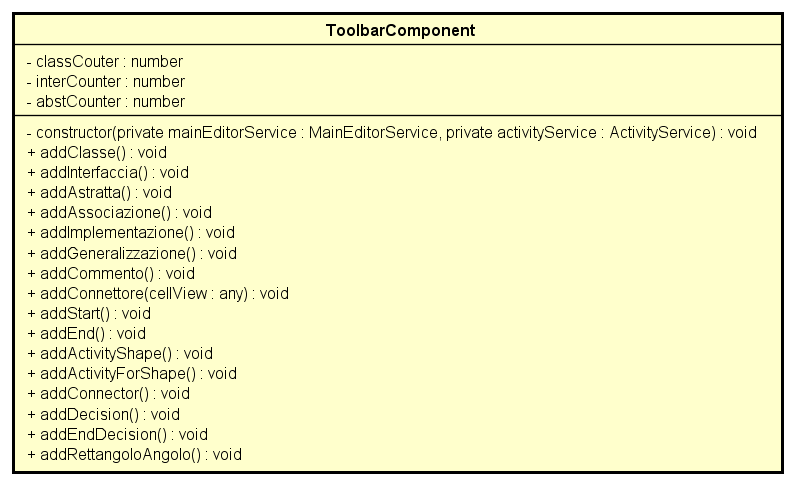 ToolbarComponent
- classCouter : number
- interCounter : number
- abstCounter : number
- constructor(private mainEditorService : MainEditorService, private activityService : ActivityService) : void
+ addClasse() : void
+ addInterfaccia() : void
+ addAstratta() : void
+ addAssociazione() : void
+ addImplementazione() : void
+ addGeneralizzazione() : void
+ addCommento() : void
+ addConnettore(cellView : any) : void
+ addStart() : void
+ addEnd() : void
+ addActivityShape() : void
+ addActivityForShape() : void
+ addConnector() : void
+ addDecision() : void
+ addEndDecision() : void
+ addRettangoloAngolo() : void